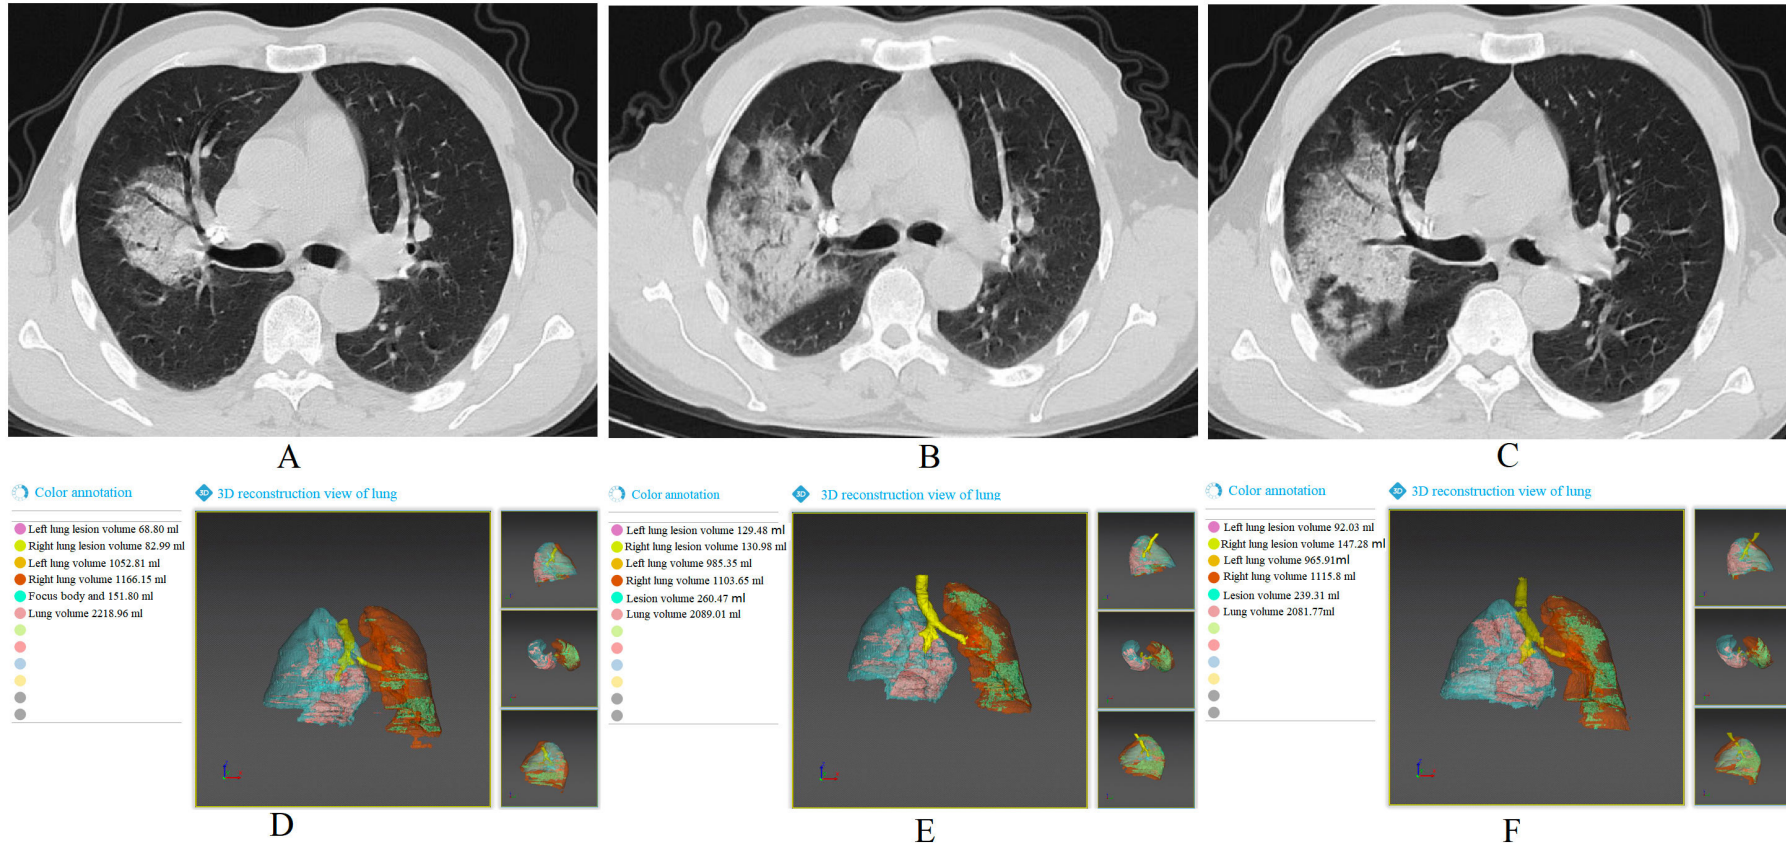 A
B
C
Color annotation
3D
3D reconstruction view of lung
Left lung lesion volume 68.80 ml
Right lung lesion volume 82.99 ml
Left lung volume 1052.81 ml
Right lung volume 1166.15 ml
Focus body and 151.80 ml
Lung volume 2218.96 ml
D
Color annotation
3D
3D reconstruction view of lung
Left lung lesion volume 129.48 ml
Right lung lesion volume 130.98 ml
Left lung volume 985.35 ml
Right lung volume 1103.65 ml
Lesion volume 260.47 ml
Lung volume 2089.01 ml
E
Color annotation
3D
3D reconstruction view of lung
Left lung lesion volume 92.03 ml
Right lung lesion volume 147.28 ml
Left lung volume 965.91ml
Right lung volume 1115.8 ml
Lesion volume 239.31 ml
Lung volume 2081.77ml
F